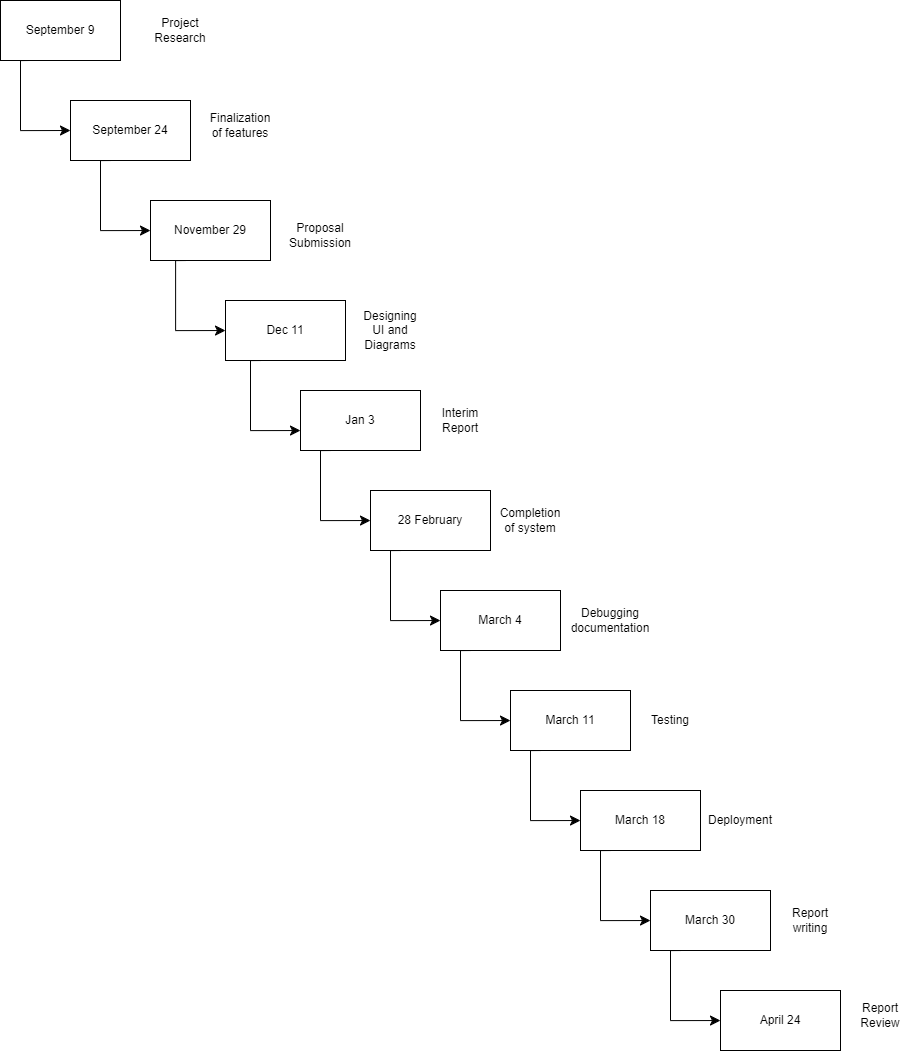 September 9
Project
Research
September 24
Finalization
of features
November 29
Proposal
Submission
Dec 11
Designing
UI and
Diagrams
Jan 3
Interim
Report
28 February
Completion
of system
March 4
Debugging
documentation
March 11
Testing
March 18
Deployment
March 30
Report
writing
April 24
Report
Review